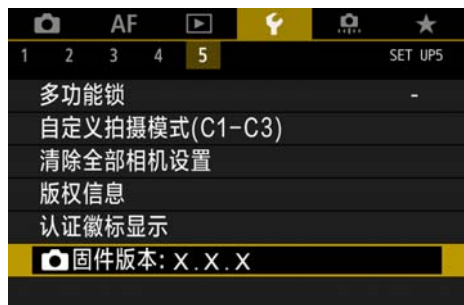 AF
1 2 3 4 5 SET UP5
多功能锁 -
自定义拍摄模式(C1-C3)
清除全部相机设置
版权信息
认证徽标显示
固件版本: X.X.X